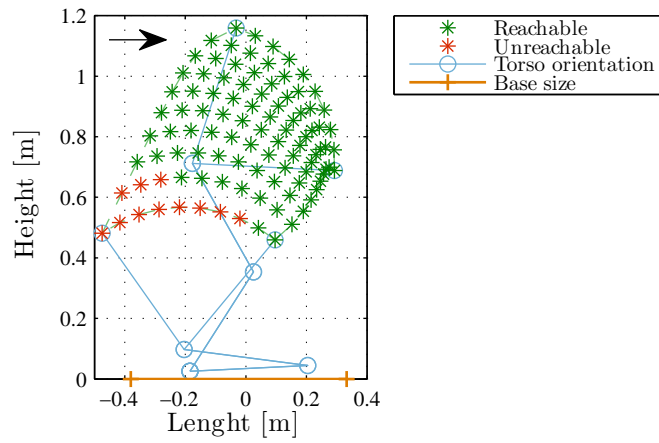 1.2
1
0.8
0.6
0.4
0.2
0
Height [m]
−0.4 −0.2 0 0.2 0.4
Lenght [m]
Reachable
Unreachable
Torso orientation
Base size